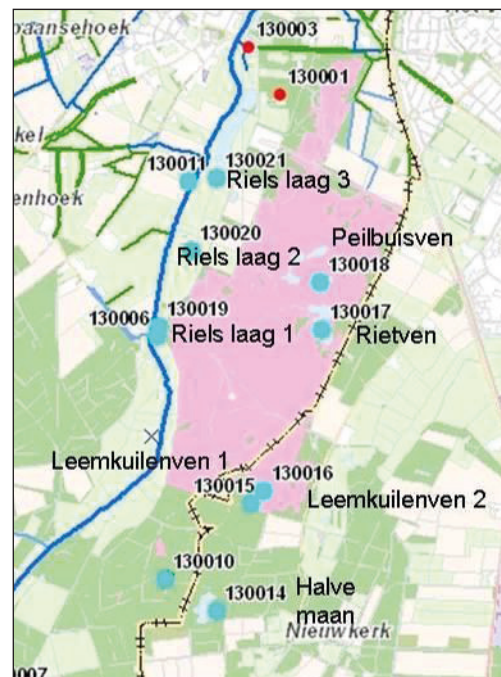 paansehoek
130003
130001
kel
130011
130021
Riels laag 3
enhoek
130020
Riels laag 2
Peilbuisven
130018
130006
130019
Riels laag 1
130017
Rietven
Leemkuilenven 1
130015
130016
Leemkuilenven 2
130010
130014
Halve
maan
Nieuwkerk
0007